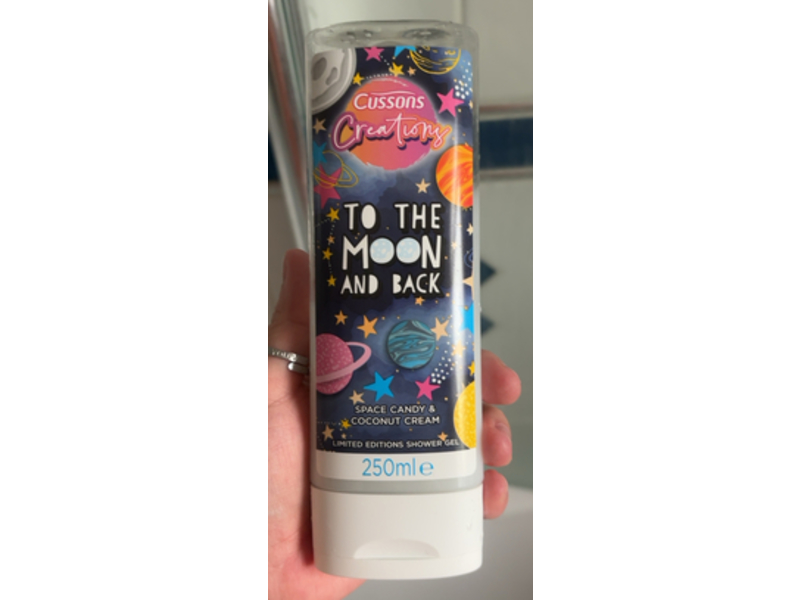 Cussons
Creations
TO THE
MOON
AND BACK
SPACE CANDY &
COCONUT CREAM
LIMITED EDITIONS SHOWER GEL
250ml e